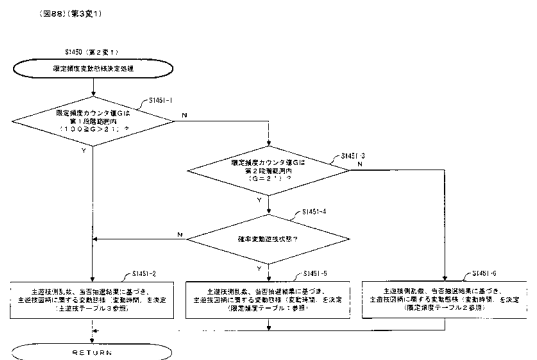 (図88)(第3変1)
S1450 (第2変1)
限定頻度変動態様決定処理
S1451-1
限定頻度カウンタ値Gは
第1段階範囲内
(100≧G>21)?
N
Y
S1451-3
限定頻度カウンタ値Gは
第2段階範囲内
(G=21)?
N
Y
S1451-4
確率変動遊技状態?
N
Y
S1451-2
主遊技側乱数、当否抽選結果に基づき、
主遊技図柄に関する変動態様(変動時間)を決定
(主遊技テーブル3参照)
S1451-5
主遊技側乱数、当否抽選結果に基づき、
主遊技図柄に関する変動態様(変動時間)を決定
(限定頻度テーブル1参照)
S1451-6
主遊技側乱数、当否抽選結果に基づき、
主遊技図柄に関する変動態様(変動時間)を決定
(限定頻度テーブル2参照)
RETURN